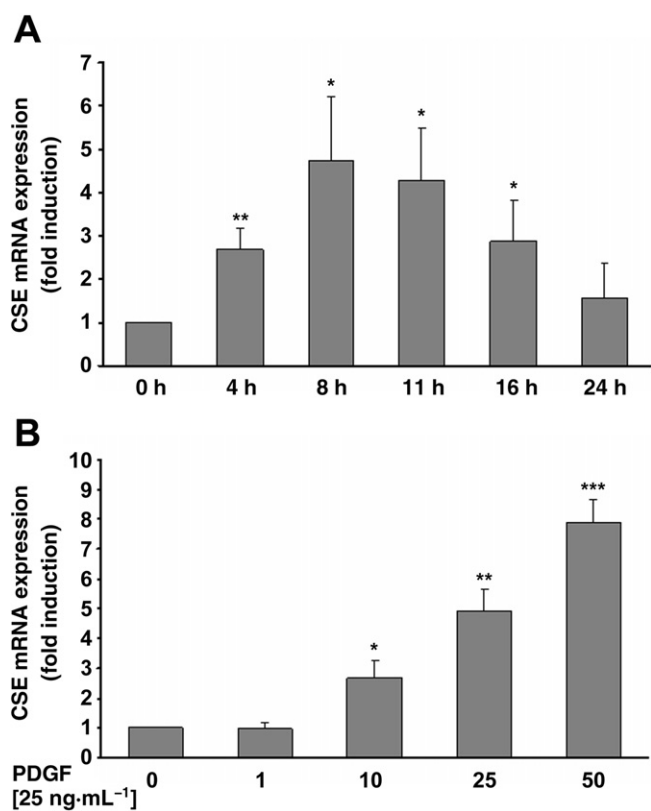 A
CSE mRNA expression
(fold induction)
7
6
5
4
3
2
1
0
**
*
*
*
0 h 4 h 8 h 11 h 16 h 24 h
B
CSE mRNA expression
(fold induction)
10
9
8
7
6
5
4
3
2
1
0
*
**
***
PDGF 0 1 10 25 50
[25 ng·mL⁻¹]